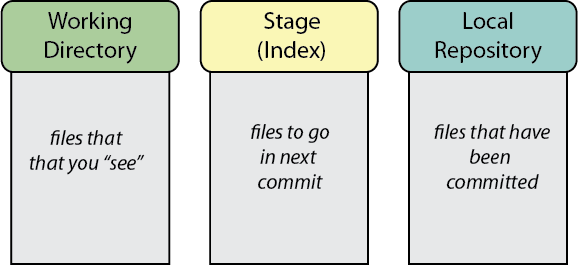 Working
Directory
files that
that you “see”
Stage
(Index)
files to go
in next
commit
Local
Repository
files that have
been
committed